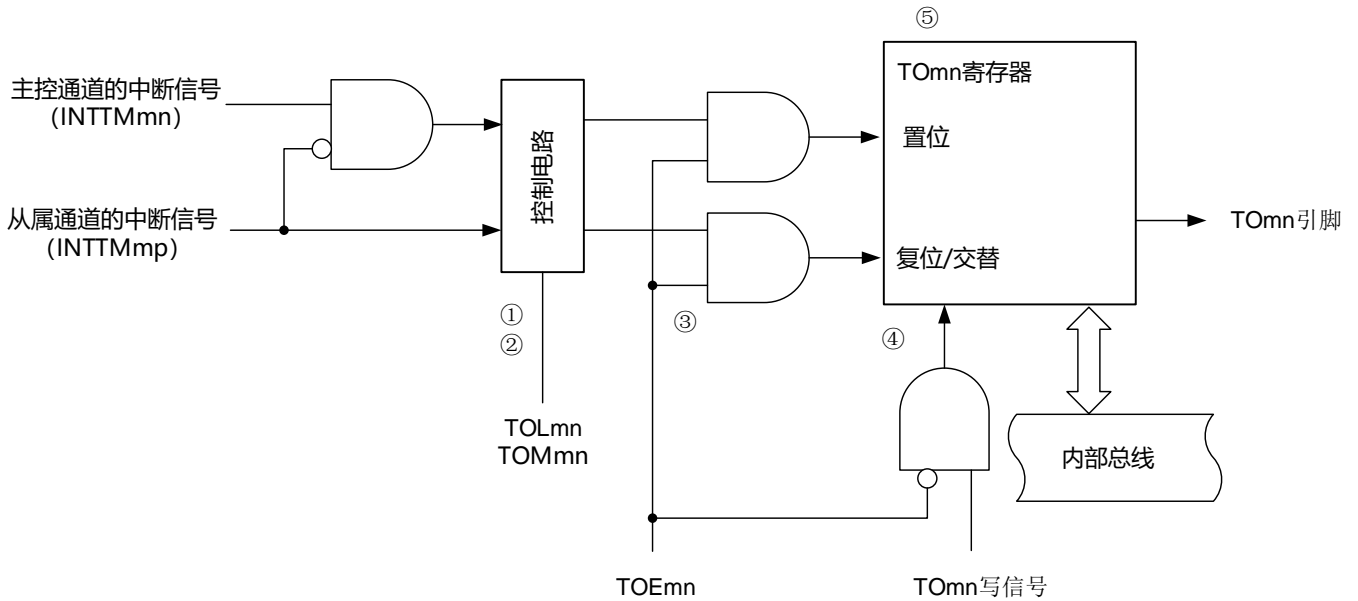 ⑤
TOmn寄存器
主控通道的中断信号
(INTTMmn)
置位
控制电路
从属通道的中断信号
(INTTMmp)
TOmn引脚
复位/交替
①
②
③
④
TOLmn
TOMmn
内部总线
TOEmn
TOmn写信号